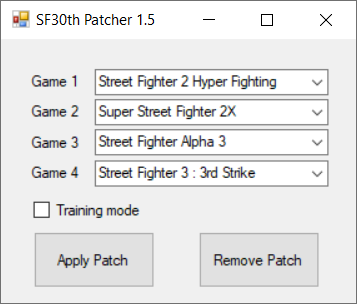 SF30th Patcher 1.5
Game 1 Street Fighter 2 Hyper Fighting
Game 2 Super Street Fighter 2X
Game 3 Street Fighter Alpha 3
Game 4 Street Fighter 3 : 3rd Strike
Training mode
Apply Patch Remove Patch